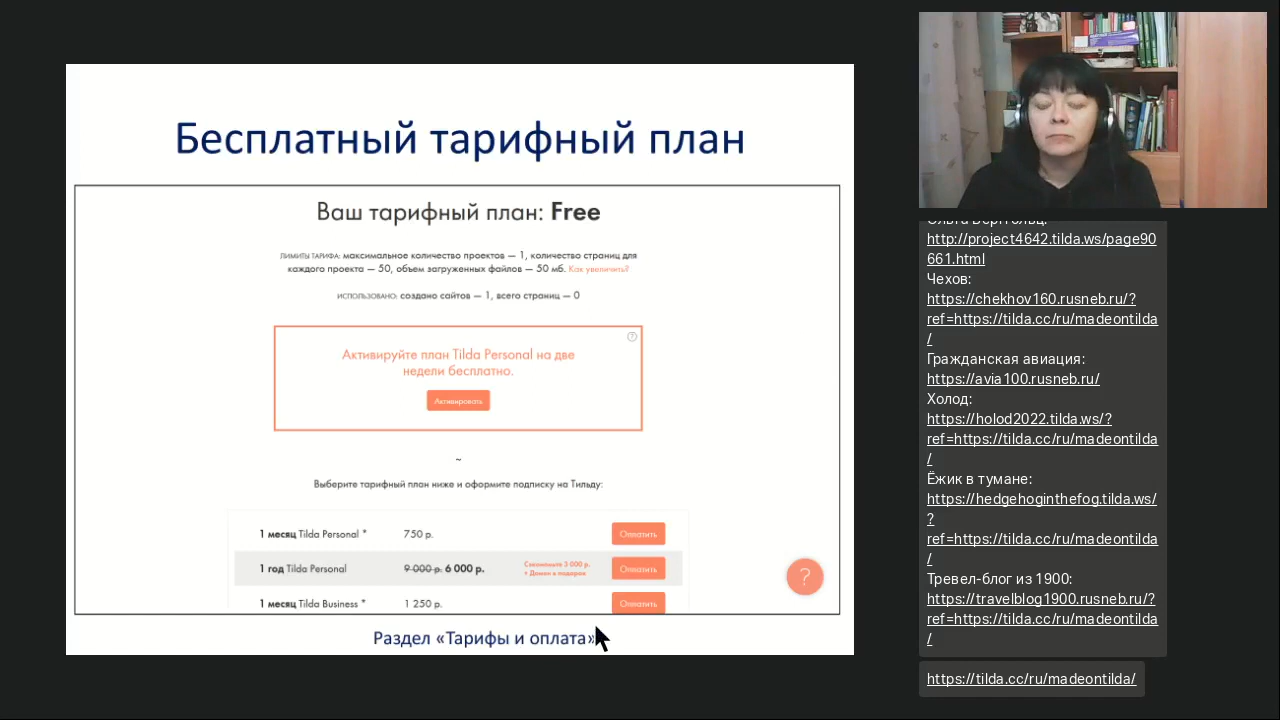 Бесплатный тарифный план
Ваш тарифный план: Free
ЛИМИТЫ ТАРИФА: максимальное количество проектов — 1, количество страниц для
каждого проекта — 50, объем загруженных файлов — 50 мб. Как увеличить?
ИСПОЛЬЗОВАНО: создано сайтов — 1, всего страниц — 0
?
Активируйте план Tilda Personal на две
недели бесплатно.
Активировать
~
Выберите тарифный план ниже и оформите подписку на Тильду:
1 месяц Tilda Personal * 750 р. Оплатить
1 год Tilda Personal 9 000 р. 6 000 р. Сэкономьте 3 000 р. Оплатить
+ Домен в подарок
?
1 месяц Tilda Business * 1 250 р. Оплатить
Раздел «Тарифы и оплата»
http://project4642.tilda.ws/page90
661.html
Чехов:
https://chekhov160.rusneb.ru/?
ref=https://tilda.cc/ru/madeontilda
/
Гражданская авиация:
https://avia100.rusneb.ru/
Холод:
https://holod2022.tilda.ws/?
ref=https://tilda.cc/ru/madeontilda
/
Ёжик в тумане:
https://hedgehoginthefog.tilda.ws/
?
ref=https://tilda.cc/ru/madeontilda
/
Тревел-блог из 1900:
https://travelblog1900.rusneb.ru/?
ref=https://tilda.cc/ru/madeontilda
/
https://tilda.cc/ru/madeontilda/